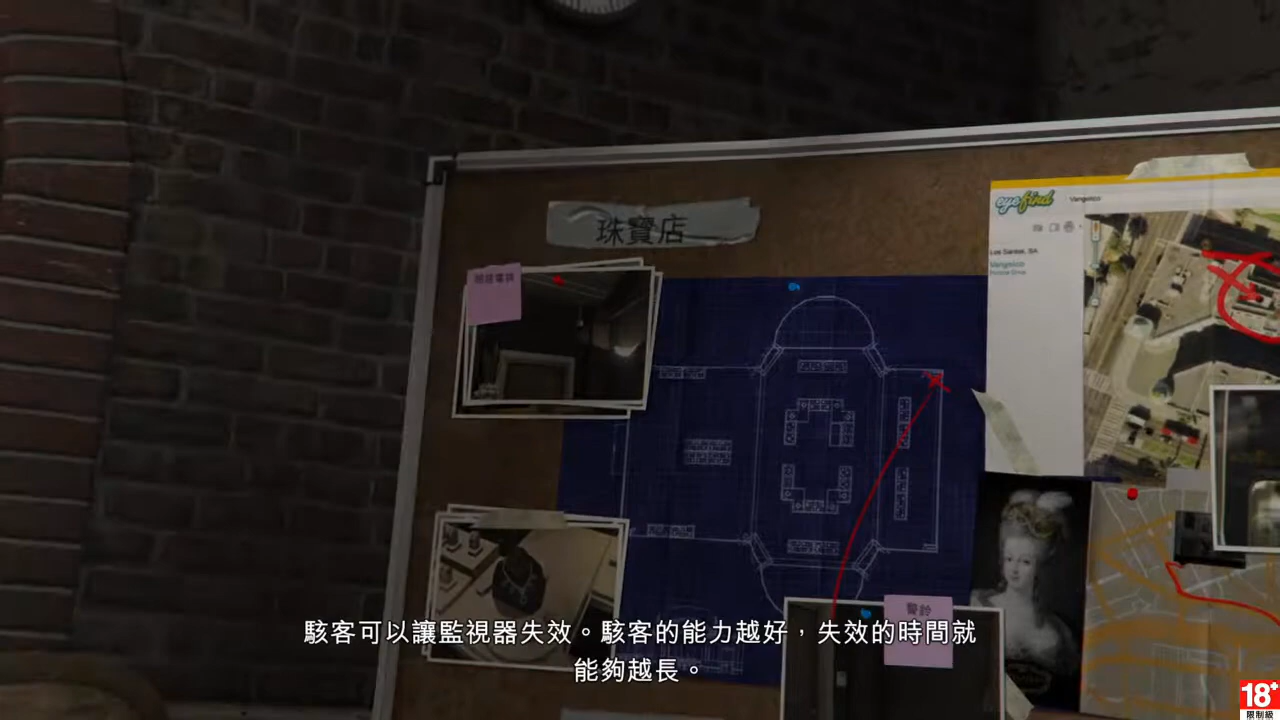 珠寶店
eyefind
Vangelico
Los Santos, SA
Vangelico
警鈴
駭客可以讓監視器失效。駭客的能力越好，失效的時間就
能夠越長。
18+
限制級